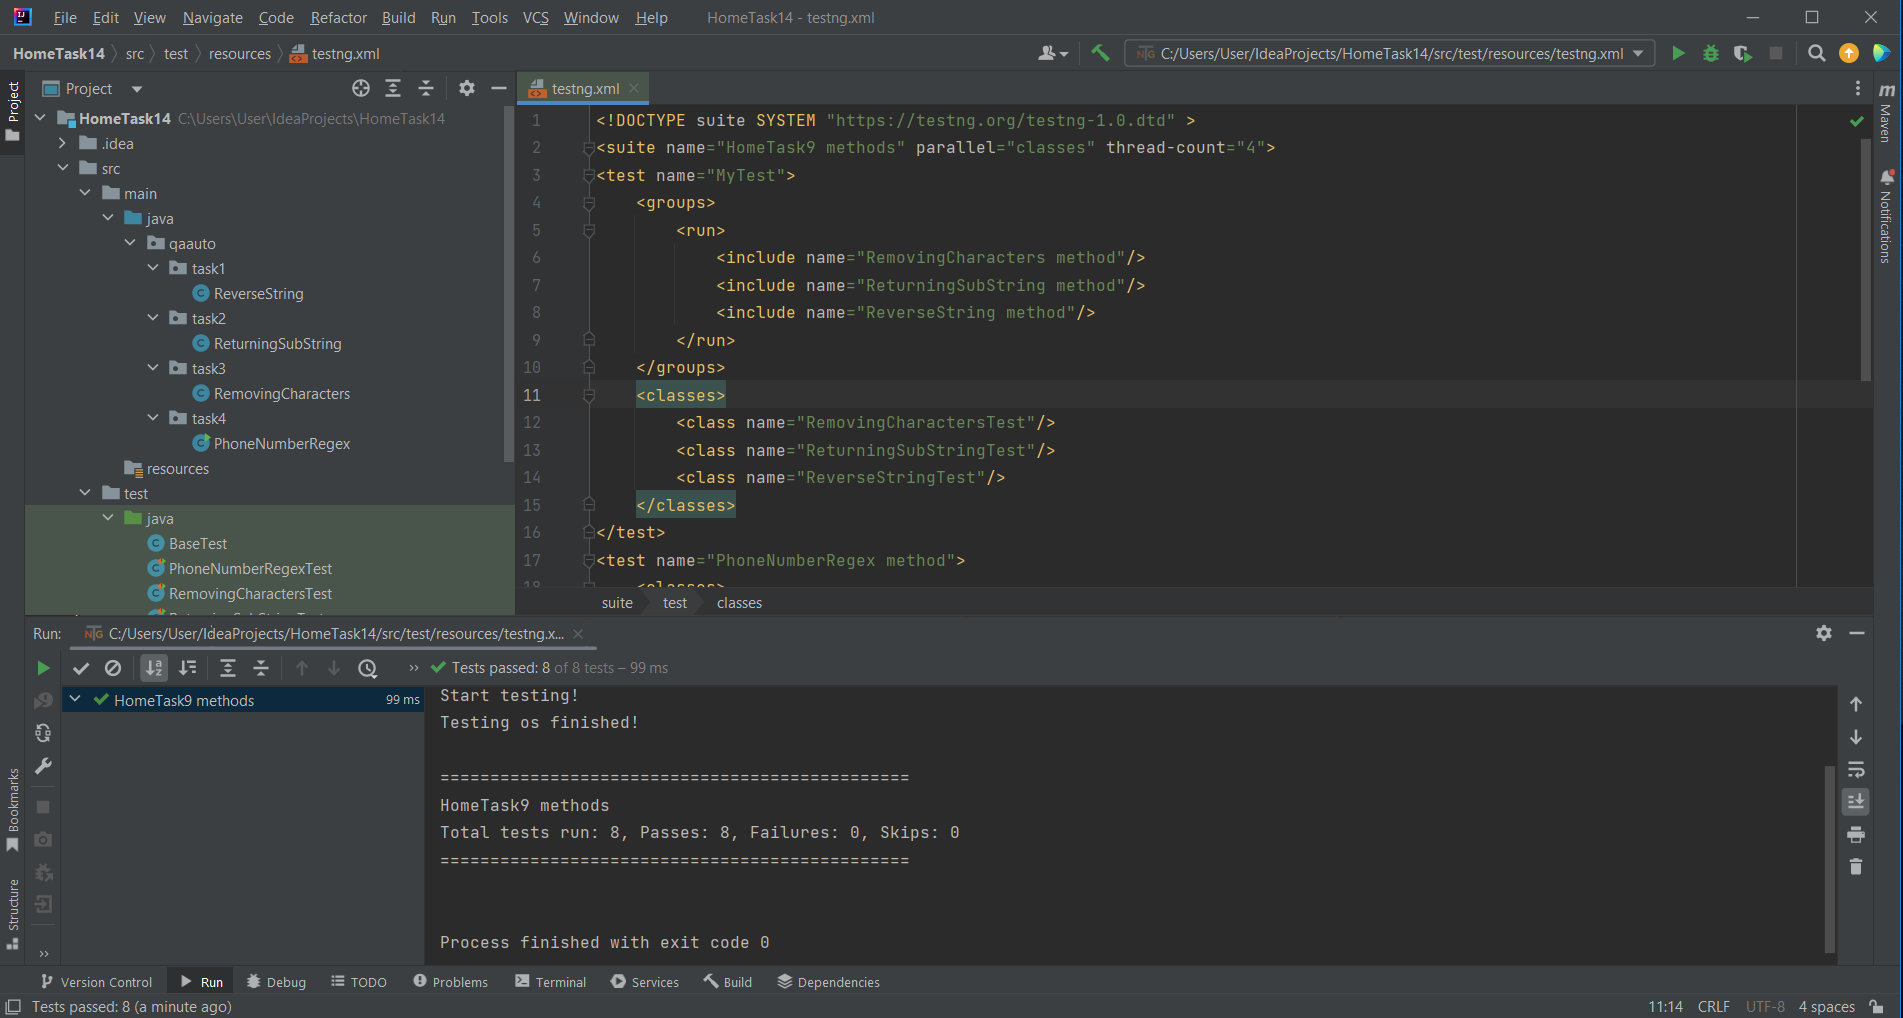 File Edit View Navigate Code Refactor Build Run Tools VCS Window Help HomeTask14 - testng.xml
HomeTask14 src test resources testng.xml
C:/Users/User/IdeaProjects/HomeTask14/src/test/resources/testng.xml
Project
Maven
Notifications
Bookmarks
Structure
Project
HomeTask14 C:\Users\User\IdeaProjects\HomeTask14
.idea
src
main
java
qaauto
task1
ReverseString
task2
ReturningSubString
task3
RemovingCharacters
task4
PhoneNumberRegex
resources
test
java
BaseTest
PhoneNumberRegexTest
RemovingCharactersTest
testng.xml
1 <!DOCTYPE suite SYSTEM "https://testng.org/testng-1.0.dtd" >
2 <suite name="HomeTask9 methods" parallel="classes" thread-count="4">
3 <test name="MyTest">
4 <groups>
5 <run>
6 <include name="RemovingCharacters method"/>
7 <include name="ReturningSubString method"/>
8 <include name="ReverseString method"/>
9 </run>
10 </groups>
11 <classes>
12 <class name="RemovingCharactersTest"/>
13 <class name="ReturningSubStringTest"/>
14 <class name="ReverseStringTest"/>
15 </classes>
16 </test>
17 <test name="PhoneNumberRegex method">
18 <classes>
suite test classes
Run: C:/Users/User/IdeaProjects/HomeTask14/src/test/resources/testng.x...
Tests passed: 8 of 8 tests – 99 ms
HomeTask9 methods 99 ms
Start testing!
Testing os finished!
===============================================
HomeTask9 methods
Total tests run: 8, Passes: 8, Failures: 0, Skips: 0
===============================================
Process finished with exit code 0
Version Control Run Debug TODO Problems Terminal Services Build Dependencies
Tests passed: 8 (a minute ago) 11:14 CRLF UTF-8 4 spaces